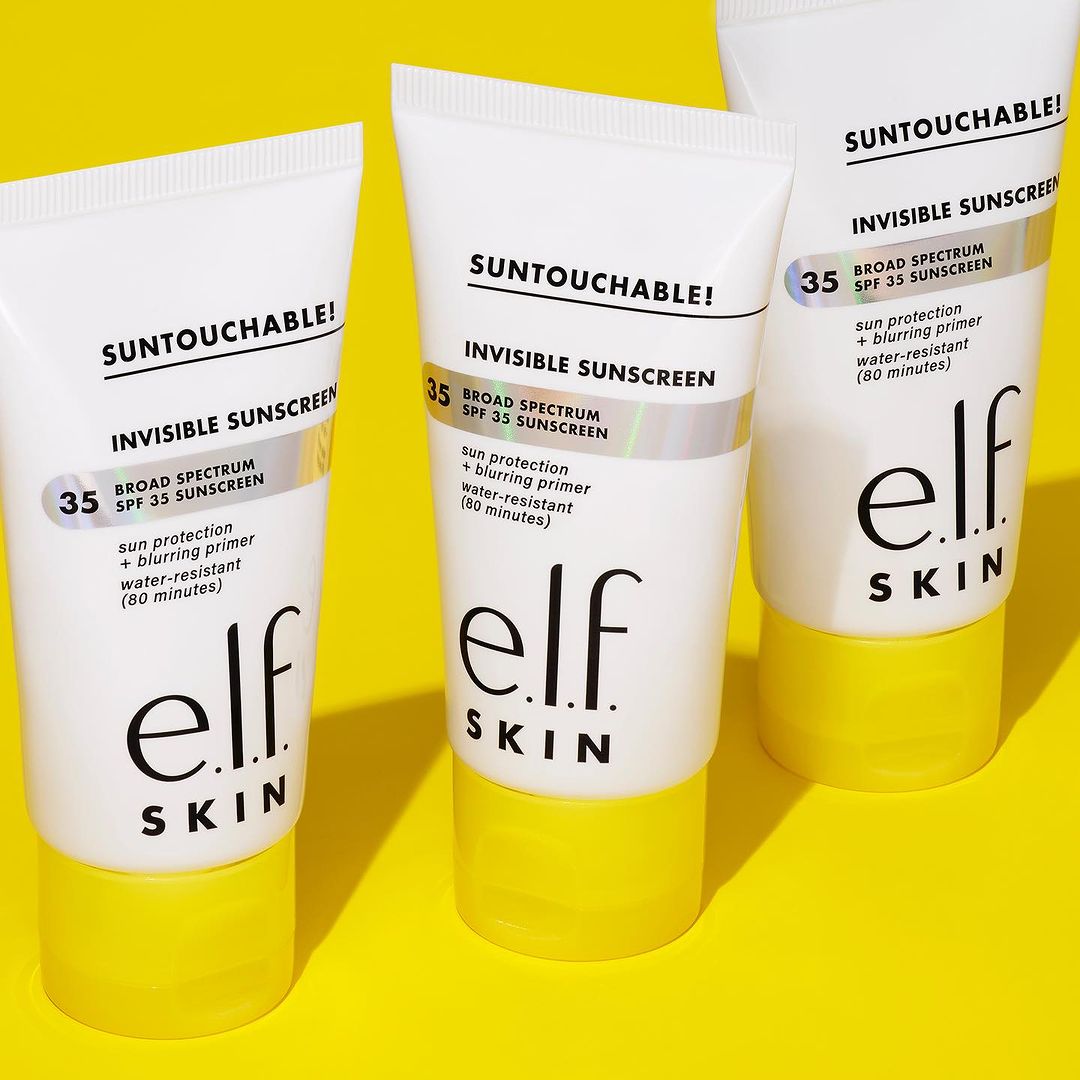 SUNTOUCHABLE!
INVISIBLE SUNSCREEN
35 BROAD SPECTRUM
SPF 35 SUNSCREEN
sun protection
+ blurring primer
water-resistant
(80 minutes)
e.l.f.
SKIN
SUNTOUCHABLE!
INVISIBLE SUNSCREEN
35 BROAD SPECTRUM
SPF 35 SUNSCREEN
sun protection
+ blurring primer
water-resistant
(80 minutes)
e.l.f.
SKIN
SUNTOUCHABLE!
INVISIBLE SUNSCREEN
35 BROAD SPECTRUM
SPF 35 SUNSCREEN
sun protection
+ blurring primer
water-resistant
(80 minutes)
e.l.f.
SKIN